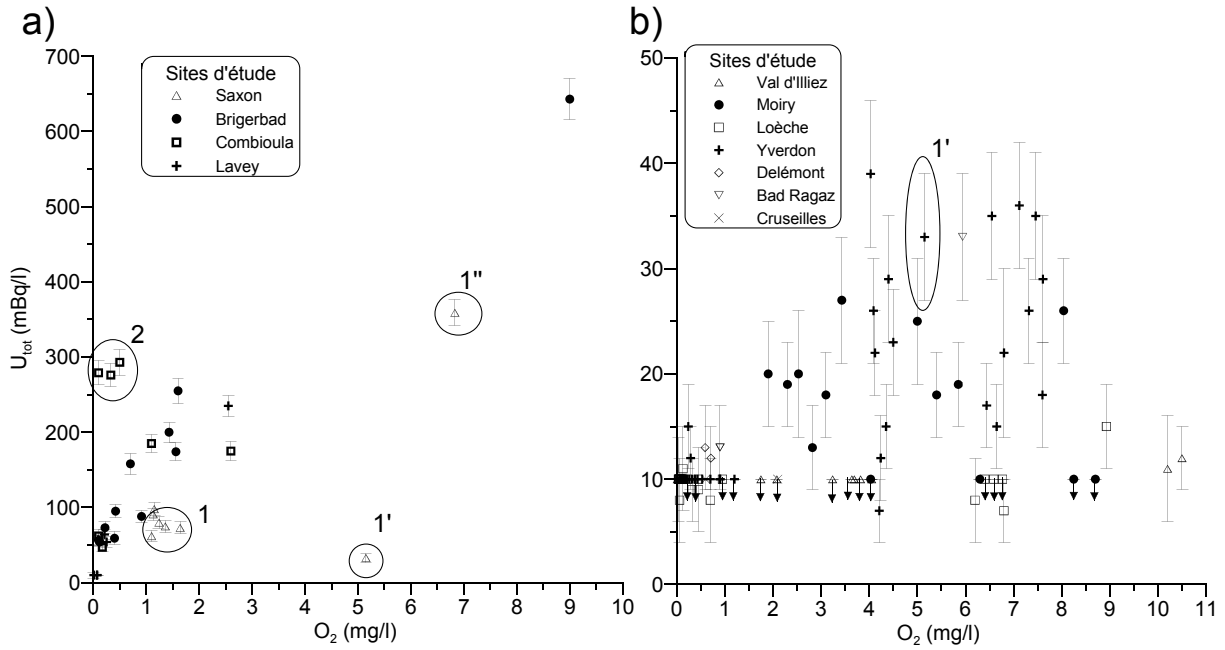 a)
700
600
500
400
300
200
100
0
U_tot (mBq/l)
Sites d'étude
Saxon
Brigerbad
Combioula
Lavey
2
1
1'
1"
0 1 2 3 4 5 6 7 8 9 10
O₂ (mg/l)
b)
50
40
30
20
10
0
Sites d'étude
Val d'Illiez
Moiry
Loèche
Yverdon
Delémont
Bad Ragaz
Cruseilles
1'
0 1 2 3 4 5 6 7 8 9 10 11
O₂ (mg/l)